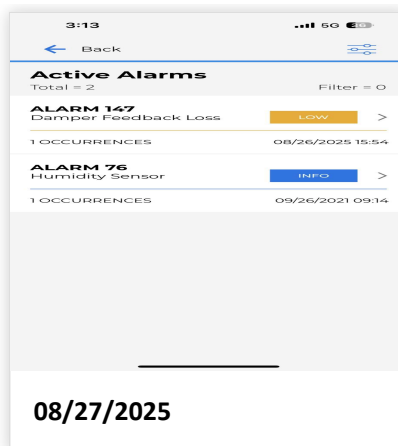 3:13
5G
Back
Active Alarms
Total = 2 Filter = 0
ALARM 147
Damper Feedback Loss LOW >
1 OCCURRENCES 08/26/2025 15:54
ALARM 76
Humidity Sensor INFO >
1 OCCURRENCES 09/26/2021 09:14
08/27/2025